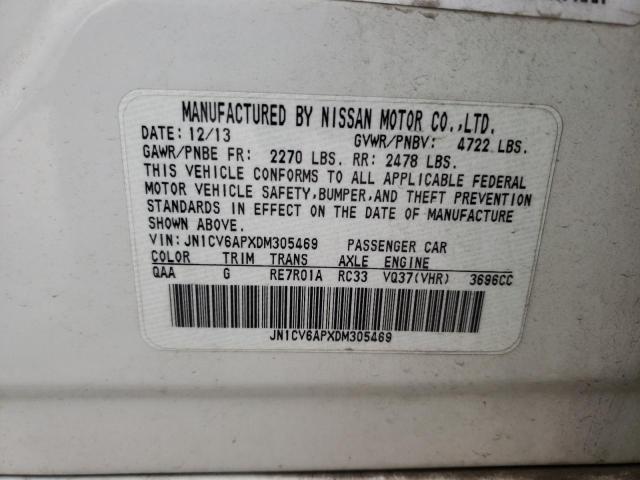 MANUFACTURED BY NISSAN MOTOR CO.,LTD.
DATE: 12/13 GVWR/PNBV: 4722 LBS.
GAWR/PNBE FR: 2270 LBS. RR: 2478 LBS.
THIS VEHICLE CONFORMS TO ALL APPLICABLE FEDERAL
MOTOR VEHICLE SAFETY,BUMPER,AND THEFT PREVENTION
STANDARDS IN EFFECT ON THE DATE OF MANUFACTURE
SHOWN ABOVE.
VIN: JN1CV6APXDM305469 PASSENGER CAR
COLOR TRIM TRANS AXLE ENGINE
QAA G RE7R01A RC33 VQ37(VHR) 3696CC
JN1CV6APXDM305469